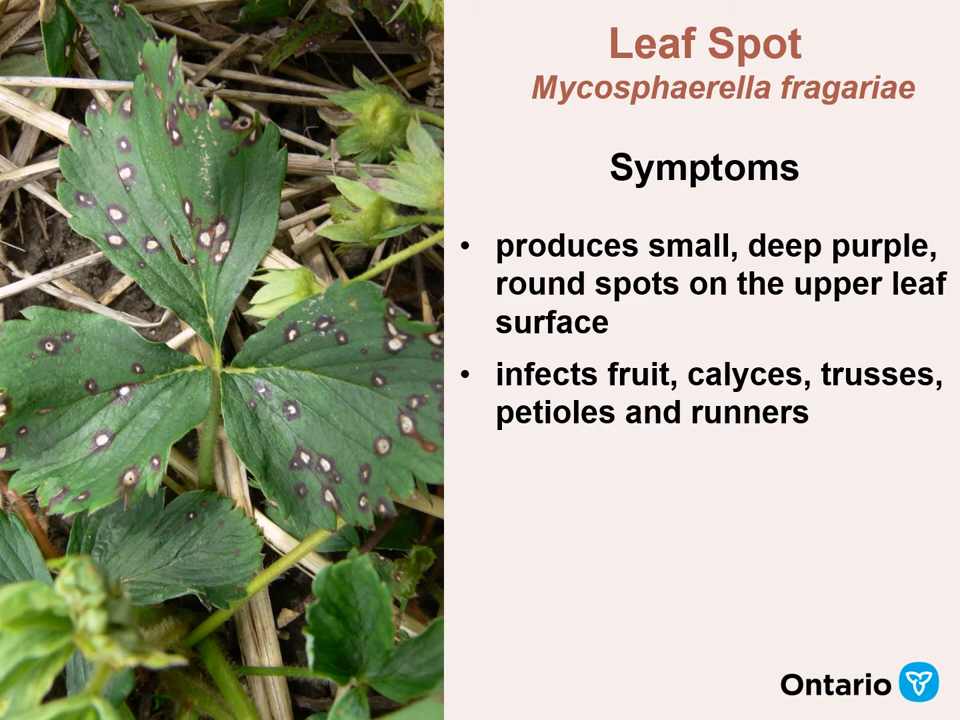 Leaf Spot
Mycosphaerella fragariae
Symptoms
• produces small, deep purple,
round spots on the upper leaf
surface
• infects fruit, calyces, trusses,
petioles and runners
Ontario